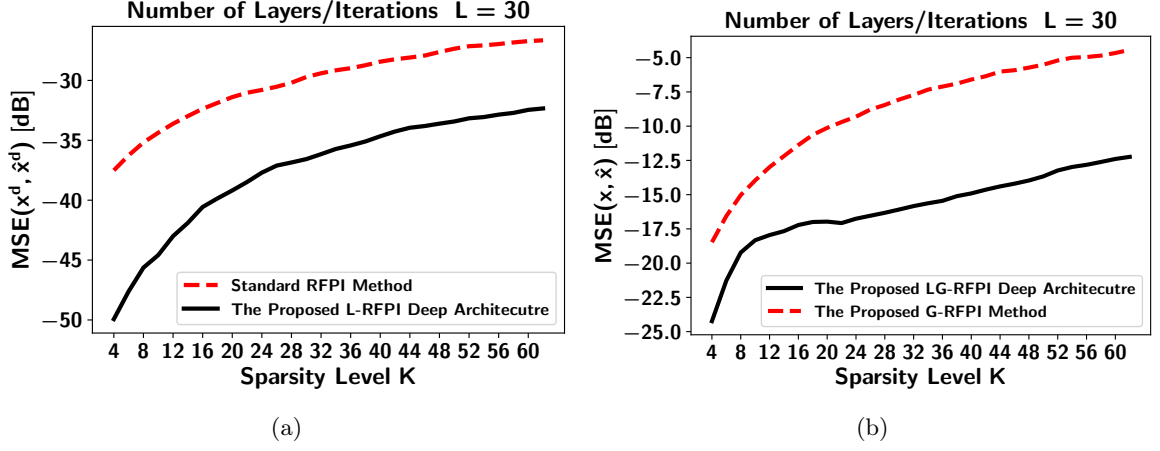 Number of Layers/Iterations L = 30
MSE(x^d, x̂^d) [dB]
−30
−35
−40
−45
−50
Standard RFPI Method
The Proposed L-RFPI Deep Architecutre
4 8 12 16 20 24 28 32 36 40 44 48 52 56 60
Sparsity Level K
(a)
Number of Layers/Iterations L = 30
MSE(x, x̂) [dB]
−5.0
−7.5
−10.0
−12.5
−15.0
−17.5
−20.0
−22.5
−25.0
The Proposed LG-RFPI Deep Architecutre
The Proposed G-RFPI Method
4 8 12 16 20 24 28 32 36 40 44 48 52 56 60
Sparsity Level K
(b)